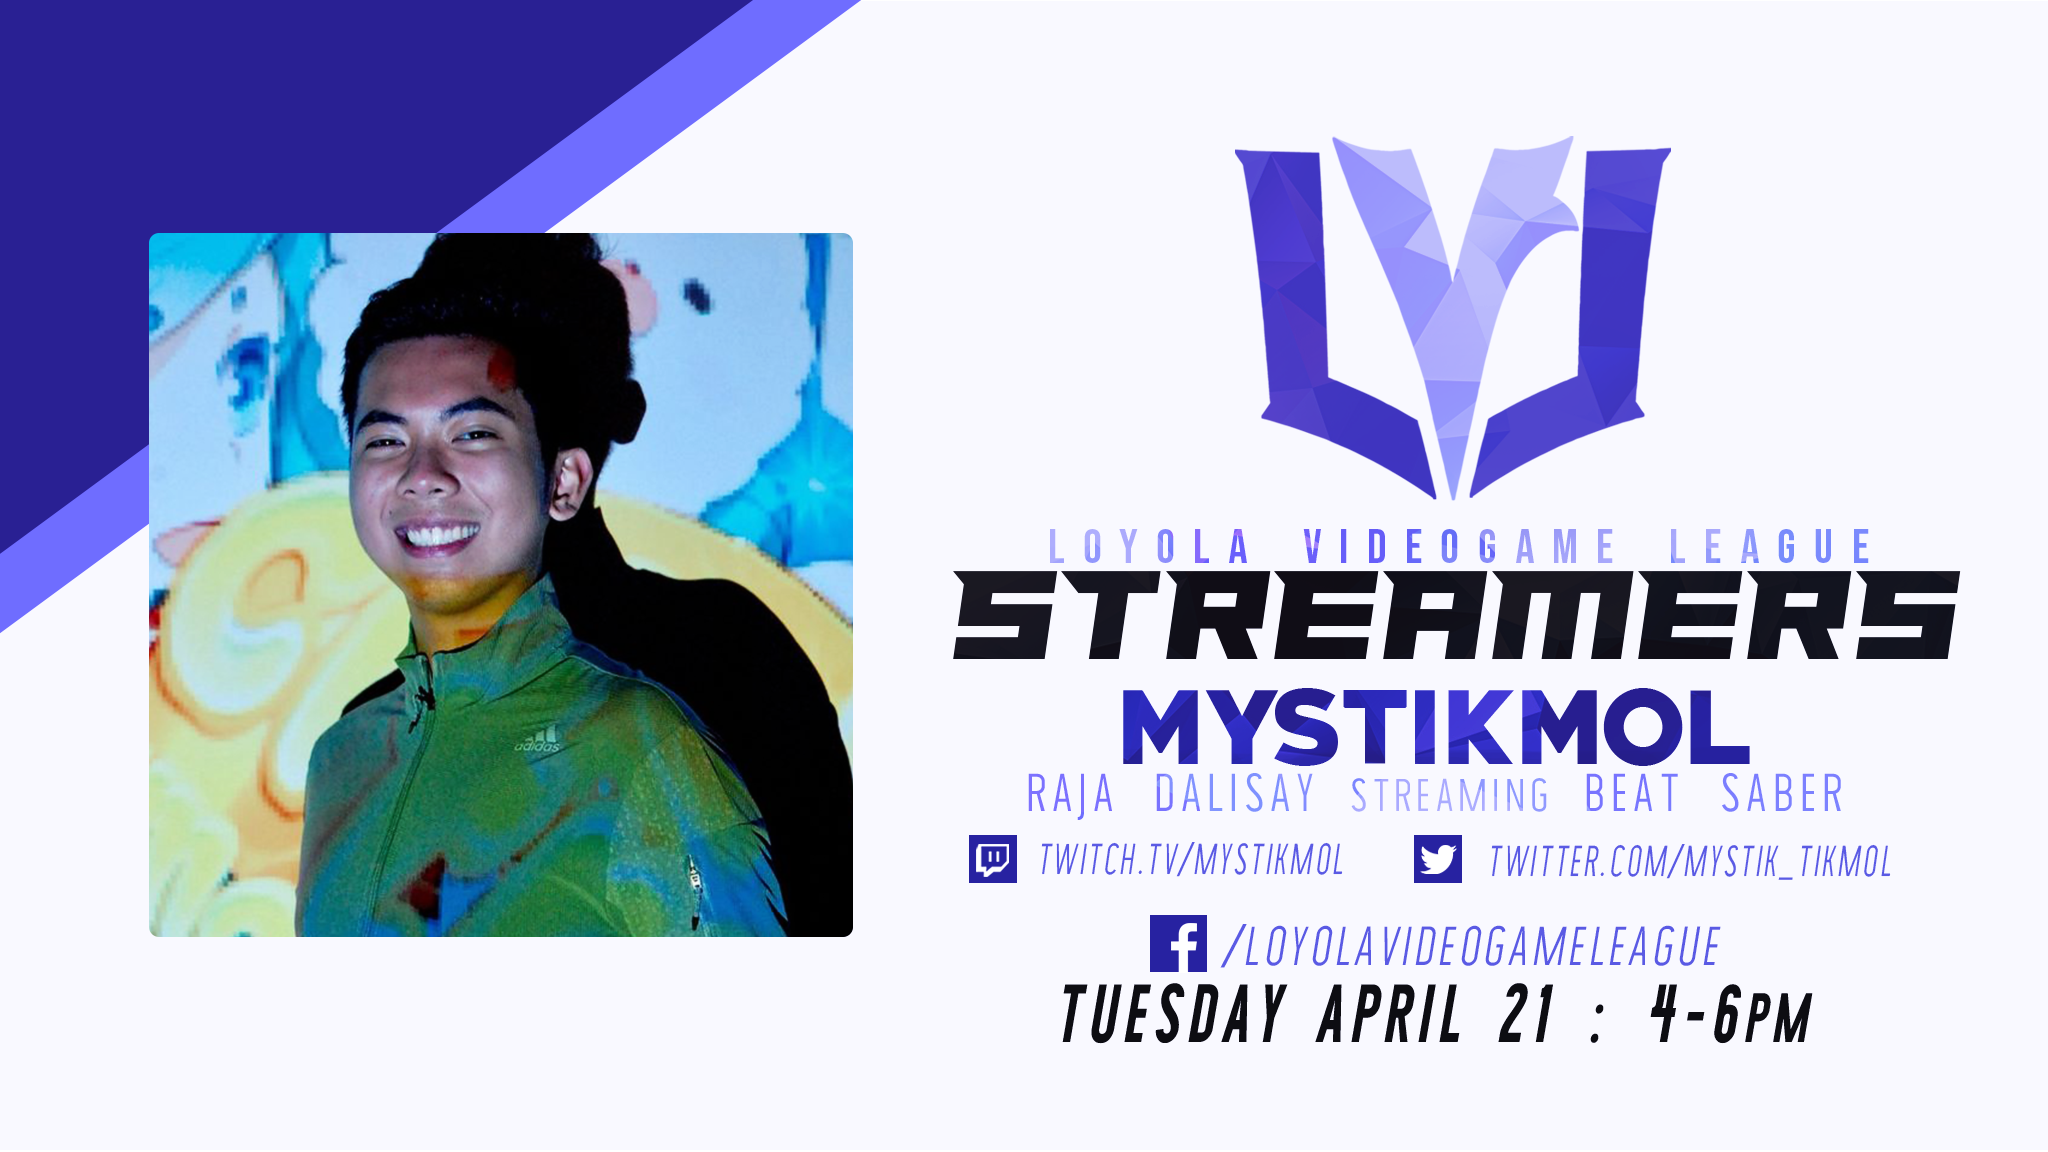 adidas
LOYOLA VIDEOGAME LEAGUE
STREAMERS
MYSTIKMOL
RAJA DALISAY STREAMING BEAT SABER
TWITCH.TV/MYSTIKMOL
TWITTER.COM/MYSTIK_TIKMOL
/LOYOLAVIDEOGAMELEAGUE
TUESDAY APRIL 21 : 4-6PM